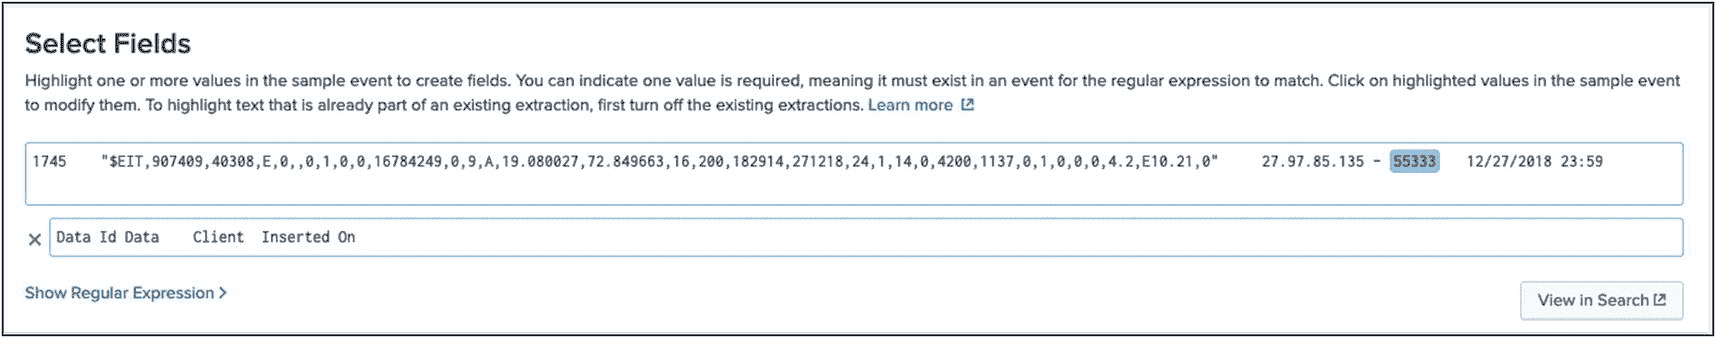 Select Fields
Highlight one or more values in the sample event to create fields. You can indicate one value is required, meaning it must exist in an event for the regular expression to match. Click on highlighted values in the sample event
to modify them. To highlight text that is already part of an existing extraction, first turn off the existing extractions. Learn more
1745 "$EIT,907409,40308,E,0,,0,1,0,0,16784249,0,9,A,19.080027,72.849663,16,200,182914,271218,24,1,14,0,4200,1137,0,1,0,0,0,4.2,E10.21,0" 27.97.85.135 - 55333 12/27/2018 23:59
× Data Id Data Client Inserted On
Show Regular Expression >
View in Search